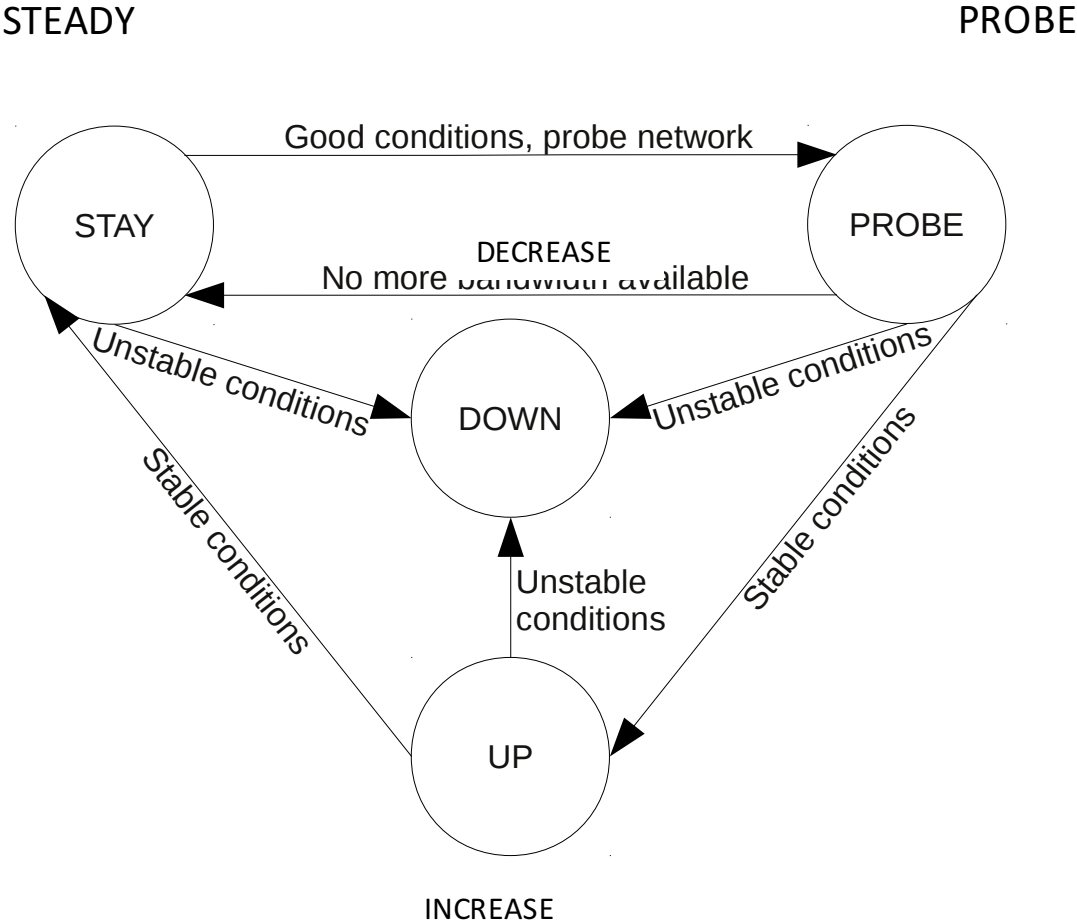 STEADY
PROBE
Good conditions, probe network
STAY
PROBE
DECREASE
No more bandwidth available
Unstable conditions
Unstable conditions
DOWN
Stable conditions
Stable conditions
Unstable
conditions
UP
INCREASE